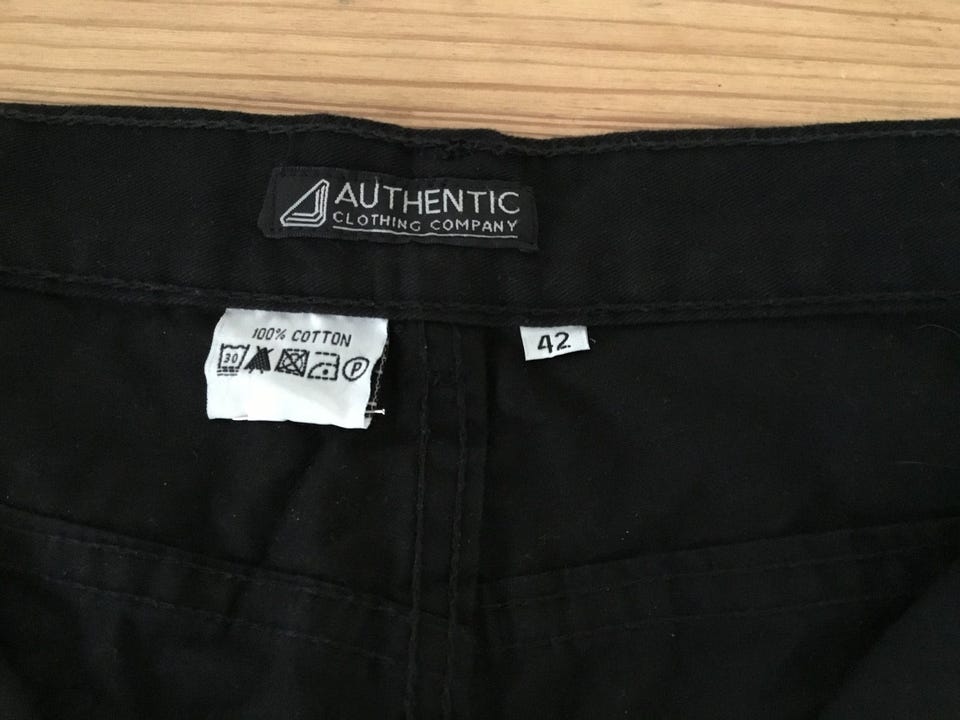 AUTHENTIC
CLOTHING COMPANY
100% COTTON
30 P
42